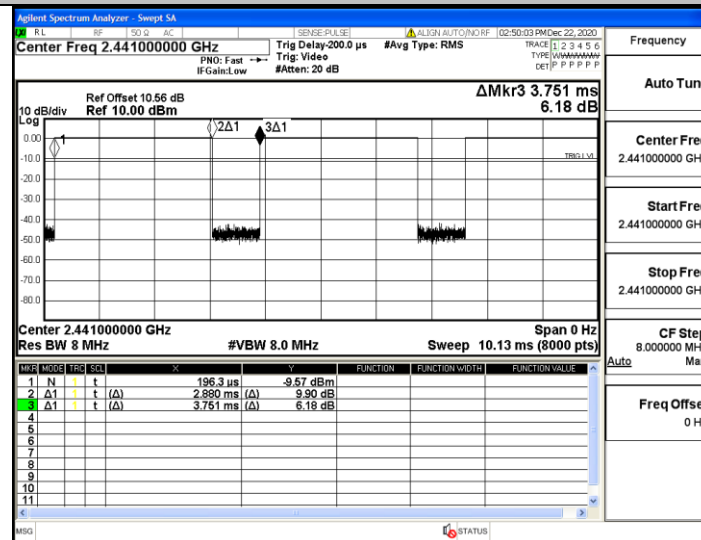 Agilent Spectrum Analyzer - Swept SA
RL RF 50 Ω AC SENSE:PULSE ALIGN AUTO/NO RF 02:50:03 PM Dec 22, 2020
Center Freq 2.441000000 GHz
Trig Delay-200.0 µs #Avg Type: RMS TRACE 1 2 3 4 5 6
PNO: Fast Trig: Video TYPE
IFGain:Low #Atten: 20 dB DET P P P P P P
ΔMkr3 3.751 ms
6.18 dB
Ref Offset 10.56 dB
10 dB/div Ref 10.00 dBm
Log
0.00
-10.0
-20.0
-30.0
-40.0
-50.0
-60.0
-70.0
-80.0
1
2Δ1
3Δ1
TRIG LVL
Center 2.441000000 GHz Span 0 Hz
Res BW 8 MHz #VBW 8.0 MHz Sweep 10.13 ms (8000 pts)
MKR MODE TRC SCL X Y FUNCTION FUNCTION WIDTH FUNCTION VALUE
1 N 1 t 196.3 µs -9.57 dBm
2 Δ1 1 t (Δ) 2.880 ms (Δ) 9.90 dB
3 Δ1 1 t (Δ) 3.751 ms (Δ) 6.18 dB
4
5
6
7
8
9
10
11
MSG STATUS
Frequency
Auto Tun
Center Fre
2.441000000 GH
Start Fre
2.441000000 GH
Stop Fre
2.441000000 GH
CF Step
8.000000 MH
Auto Ma
Freq Offse
0 H